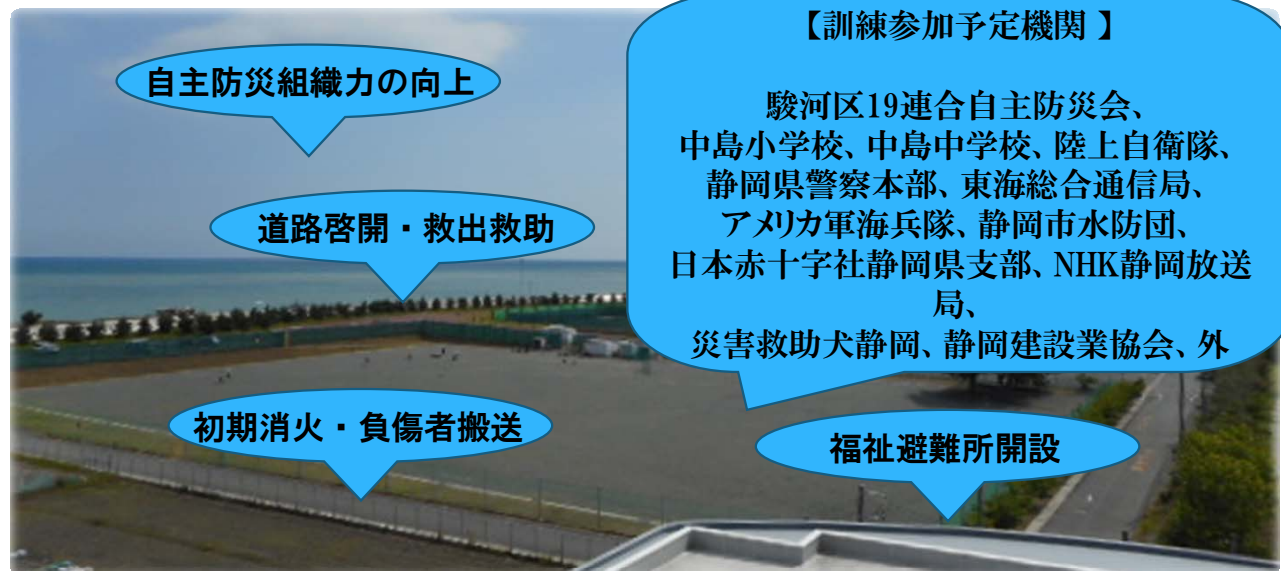 【訓練参加予定機関 】
駿河区19連合自主防災会、
中島小学校、中島中学校、陸上自衛隊、
静岡県警察本部、東海総合通信局、
アメリカ軍海兵隊、静岡市水防団、
日本赤十字社静岡県支部、NHK静岡放送
局、
災害救助犬静岡、静岡建設業協会、外
自主防災組織力の向上
道路啓開・救出救助
初期消火・負傷者搬送
福祉避難所開設